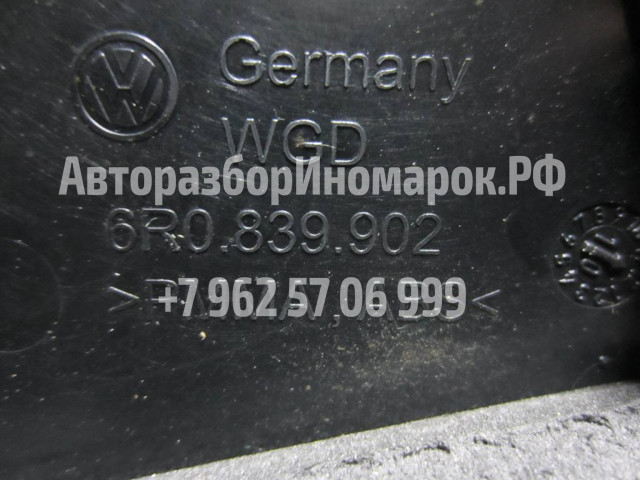 Germany
WGD
АвторазборИномарок.РФ
6R0.839.902
+7 962 57 06 999